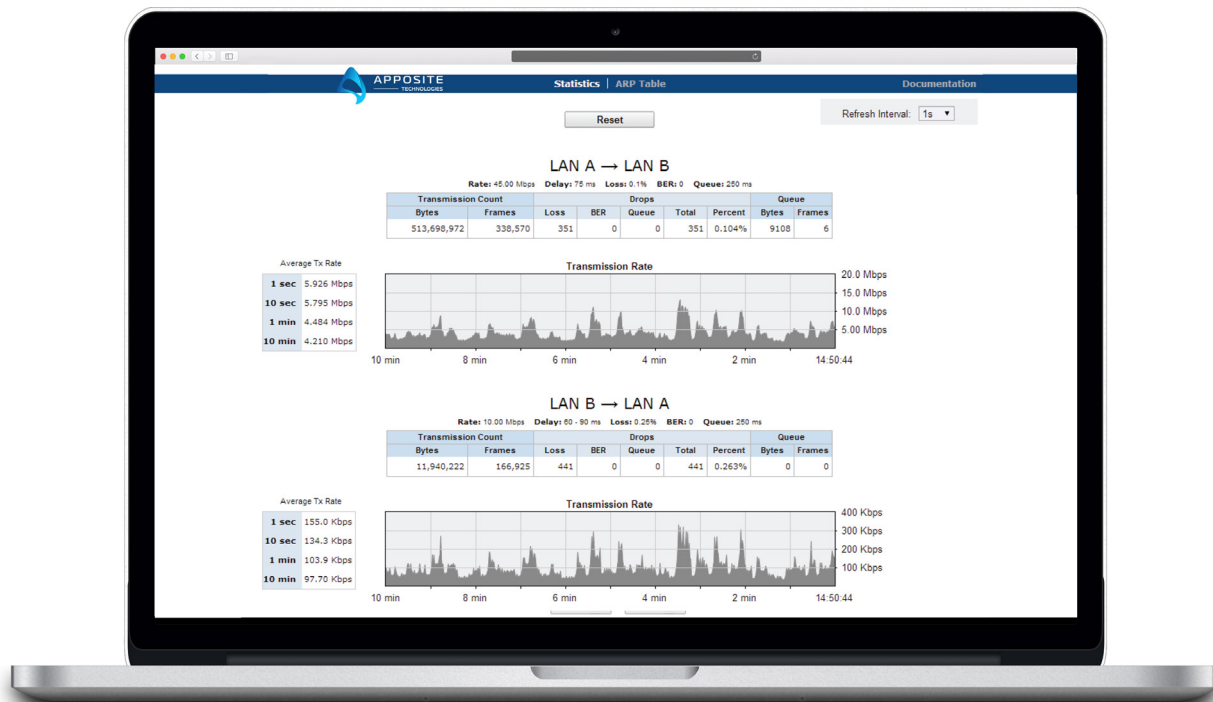 APPOSITE
TECHNOLOGIES
Statistics | ARP Table
Documentation
Reset
Refresh Interval: 1s
LAN A → LAN B
Rate: 45.00 Mbps Delay: 75 ms Loss: 0.1% BER: 0 Queue: 250 ms
Transmission Count Drops Queue
Bytes Frames Loss BER Queue Total Percent Bytes Frames
513,698,972 338,570 351 0 0 351 0.104% 9108 6
Average Tx Rate
1 sec 5.926 Mbps
10 sec 5.795 Mbps
1 min 4.484 Mbps
10 min 4.210 Mbps
Transmission Rate
20.0 Mbps
15.0 Mbps
10.0 Mbps
5.00 Mbps
10 min 8 min 6 min 4 min 2 min 14:50:44
LAN B → LAN A
Rate: 10.00 Mbps Delay: 60 - 90 ms Loss: 0.25% BER: 0 Queue: 250 ms
Transmission Count Drops Queue
Bytes Frames Loss BER Queue Total Percent Bytes Frames
11,940,222 166,925 441 0 0 441 0.263% 0 0
Average Tx Rate
1 sec 155.0 Kbps
10 sec 134.3 Kbps
1 min 103.9 Kbps
10 min 97.70 Kbps
Transmission Rate
400 Kbps
300 Kbps
200 Kbps
100 Kbps
10 min 8 min 6 min 4 min 2 min 14:50:44